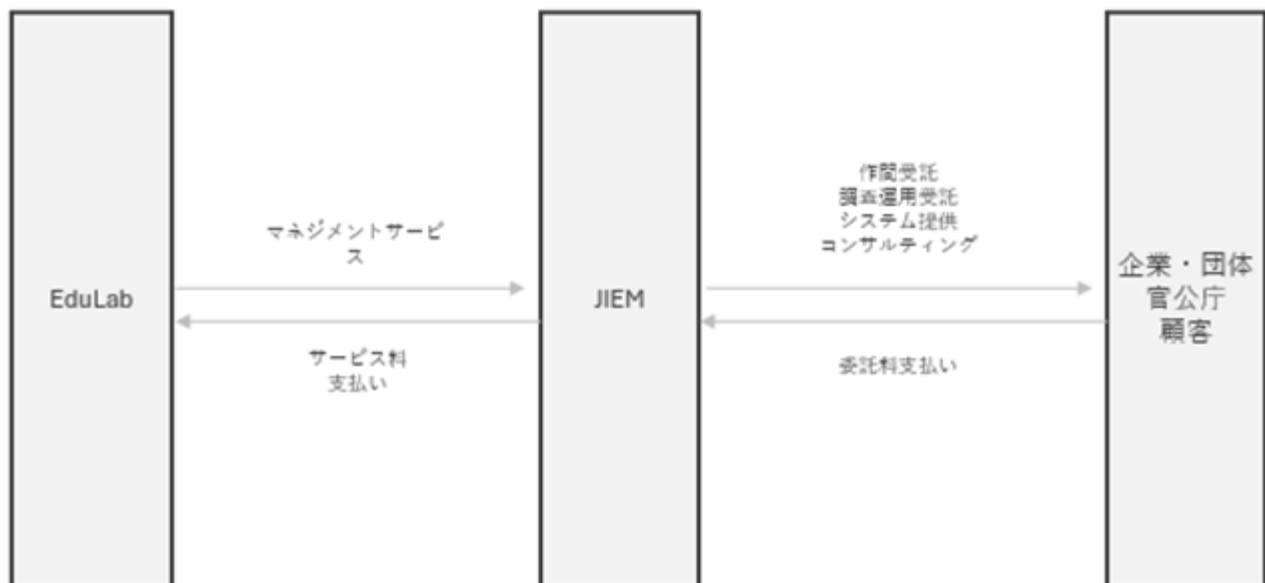 EduLab
マネジメントサービ
ス
サービス料
支払い
JIEM
作問受託
調査運用受託
システム提供
コンサルティング
委託料支払い
企業・団体
官公庁
顧客